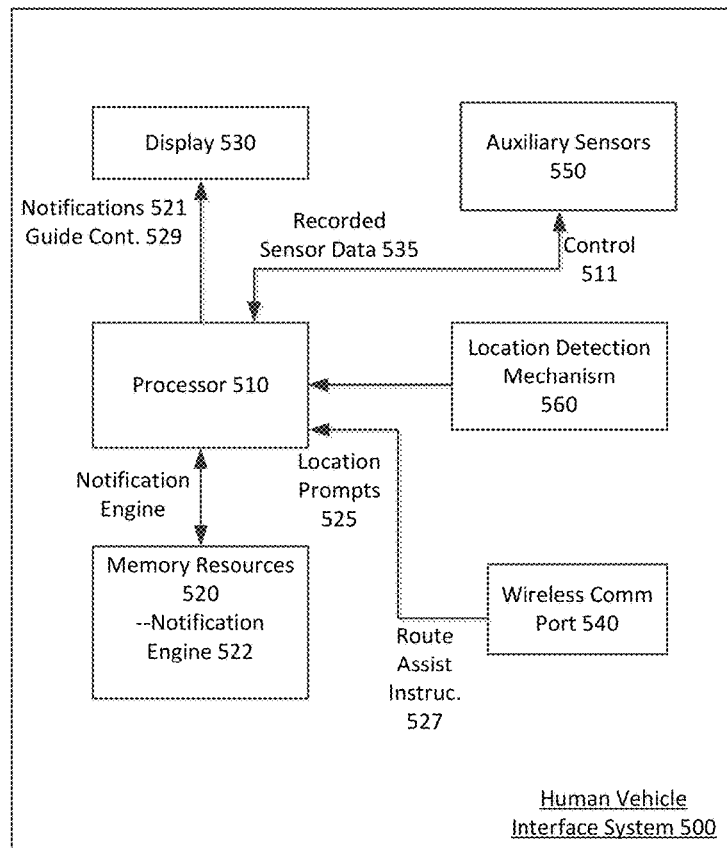 Display 530
Auxiliary Sensors
550
Notifications 521
Guide Cont. 529
Recorded
Sensor Data 535
Control
511
Processor 510
Location Detection
Mechanism
560
Notification
Engine
Location
Prompts
525
Memory Resources
520
--Notification
Engine 522
Wireless Comm
Port 540
Route
Assist
Instruc.
527
Human Vehicle
Interface System 500